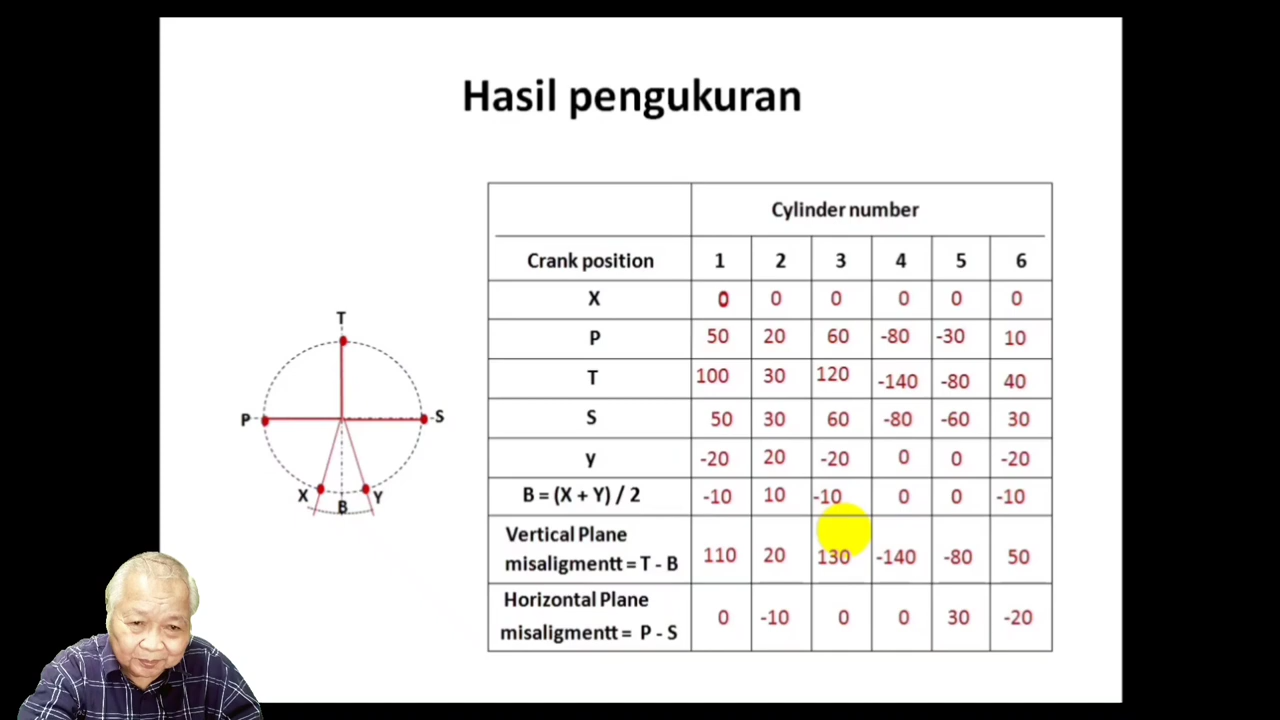 Hasil pengukuran
Cylinder number
Crank position 1 2 3 4 5 6
X 0 0 0 0 0 0
P 50 20 60 -80 -30 10
T 100 30 120 -140 -80 40
S 50 30 60 -80 -60 30
y -20 20 -20 0 0 -20
B = (X + Y) / 2 -10 10 -10 0 0 -10
Vertical Plane
misaligmentt = T - B 110 20 130 -140 -80 50
Horizontal Plane
misaligmentt = P - S 0 -10 0 0 30 -20
T
P
S
X
B
Y